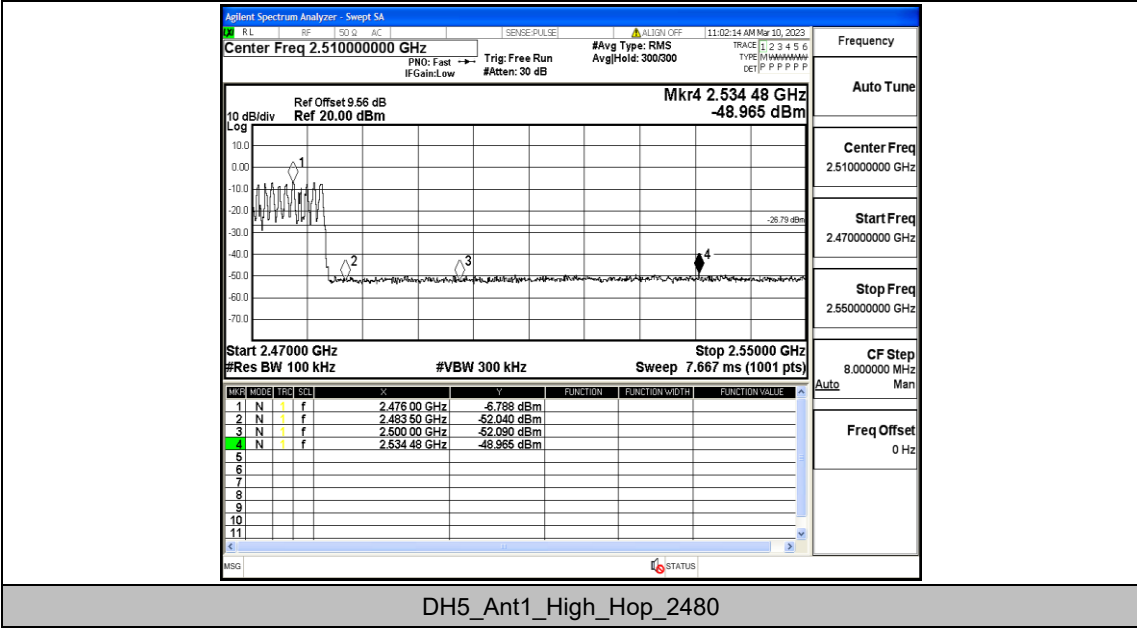 Agilent Spectrum Analyzer - Swept SA
RL RF 50 Ω AC SENSE:PULSE ALIGN OFF 11:02:14 AM Mar 10, 2023
Center Freq 2.510000000 GHz
PNO: Fast
IFGain:Low
Trig: Free Run
#Atten: 30 dB
#Avg Type: RMS
Avg|Hold: 300/300
TRACE 1 2 3 4 5 6
TYPE M W W W W W
DET P P P P P P
Mkr4 2.534 48 GHz
-48.965 dBm
Ref Offset 9.56 dB
10 dB/div Ref 20.00 dBm
Log
10.0
0.00
-10.0
-20.0
-30.0
-40.0
-50.0
-60.0
-70.0
1
2
3
4
-26.79 dBm
Start 2.47000 GHz Stop 2.55000 GHz
#Res BW 100 kHz #VBW 300 kHz Sweep 7.667 ms (1001 pts)
MKR MODE TRC SCL X Y FUNCTION FUNCTION WIDTH FUNCTION VALUE
1 N 1 f 2.476 00 GHz -6.788 dBm
2 N 1 f 2.483 50 GHz -52.040 dBm
3 N 1 f 2.500 00 GHz -52.090 dBm
4 N 1 f 2.534 48 GHz -48.965 dBm
5
6
7
8
9
10
11
MSG STATUS
Frequency
Auto Tune
Center Freq
2.510000000 GHz
Start Freq
2.470000000 GHz
Stop Freq
2.550000000 GHz
CF Step
8.000000 MHz
Auto Man
Freq Offset
0 Hz
DH5_Ant1_High_Hop_2480